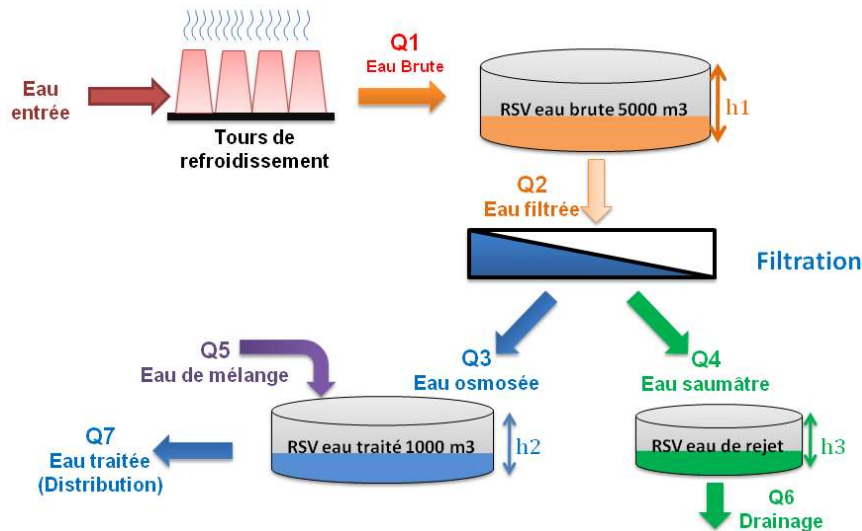 Eau
entrée
Tours de
refroidissement
Q1
Eau Brute
RSV eau brute 5000 m3
h1
Q2
Eau filtrée
Filtration
Q5
Eau de mélange
Q3
Eau osmosée
Q4
Eau saumâtre
Q7
Eau traitée
(Distribution)
RSV eau traité 1000 m3
h2
RSV eau de rejet
h3
Q6
Drainage